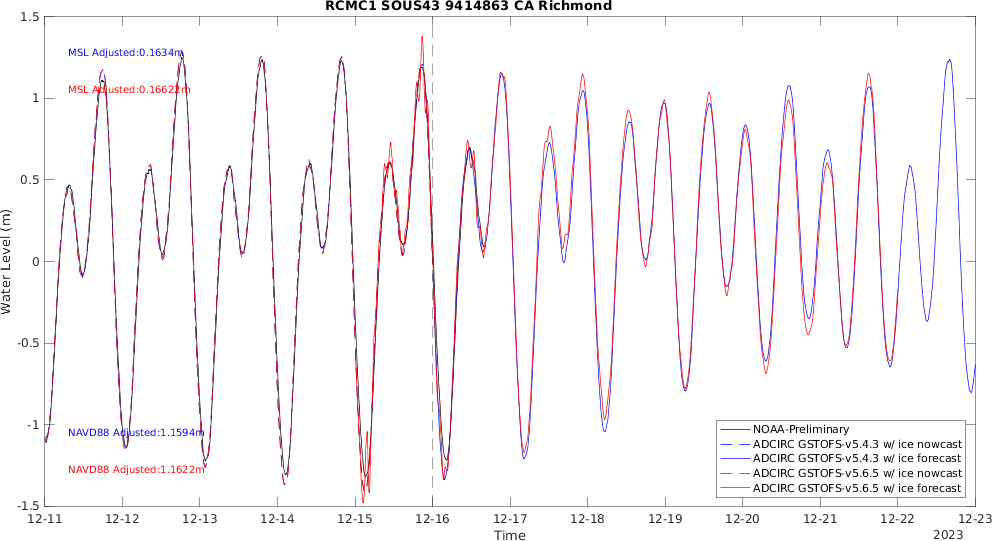 RCMC1 SOUS43 9414863 CA Richmond
1.5
1
0.5
0
-0.5
-1
-1.5
Water Level (m)
MSL Adjusted:0.1634m
MSL Adjusted:0.16622m
NAVD88 Adjusted:1.1594m
NAVD88 Adjusted:1.1622m
NOAA-Preliminary
ADCIRC GSTOFS-v5.4.3 w/ ice nowcast
ADCIRC GSTOFS-v5.4.3 w/ ice forecast
ADCIRC GSTOFS-v5.6.5 w/ ice nowcast
ADCIRC GSTOFS-v5.6.5 w/ ice forecast
12-11 12-12 12-13 12-14 12-15 12-16 12-17 12-18 12-19 12-20 12-21 12-22 12-23
Time
2023